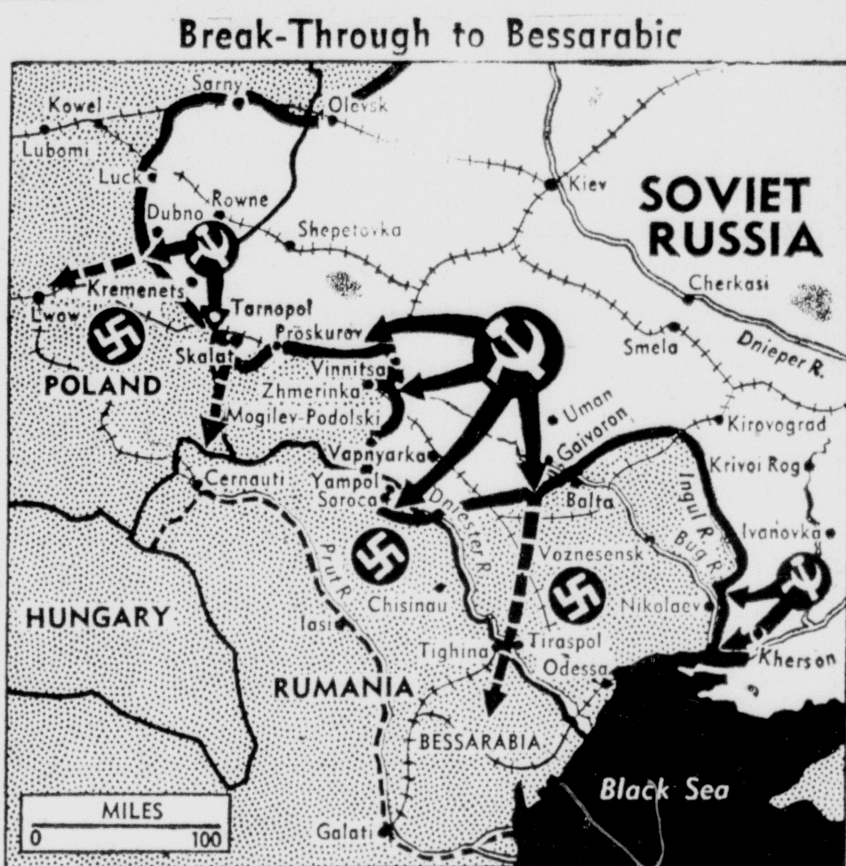 Break-Through to Bessarabic
Sarny
Kowel
Olevsk
Lubomi
Luck
Kiev
SOVIET
RUSSIA
Rowne
Dubno
Shepetovka
Cherkasi
Kremenets
Lwow
Tarnopol
Proskurov
Smela
Dnieper R.
Skalat
Vinnitsa
POLAND
Zhmerinka
Mogilev-Podolski
Uman
Gaivoron
Kirovograd
Vapnyarka
Krivoi Rog
Cernauti
Yampol
Soroca
Balta
Dniester R.
Ingul R.
Bug R.
Ivanovka
Voznesensk
Prut R.
Chisinau
Nikolaev
HUNGARY
Iasi
Tighina
Tiraspol
Odessa
Kherson
RUMANIA
BESSARABIA
Black Sea
MILES
0 100
Galati